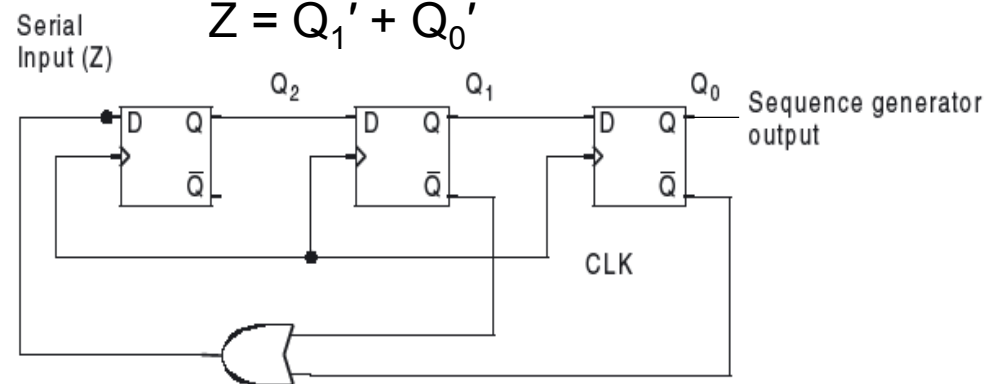 Serial
Input (Z)
Z = Q₁′ + Q₀′
Q₂
Q₁
Q₀
Sequence generator
output
D Q
Q̅
D Q
Q̅
D Q
Q̅
CLK